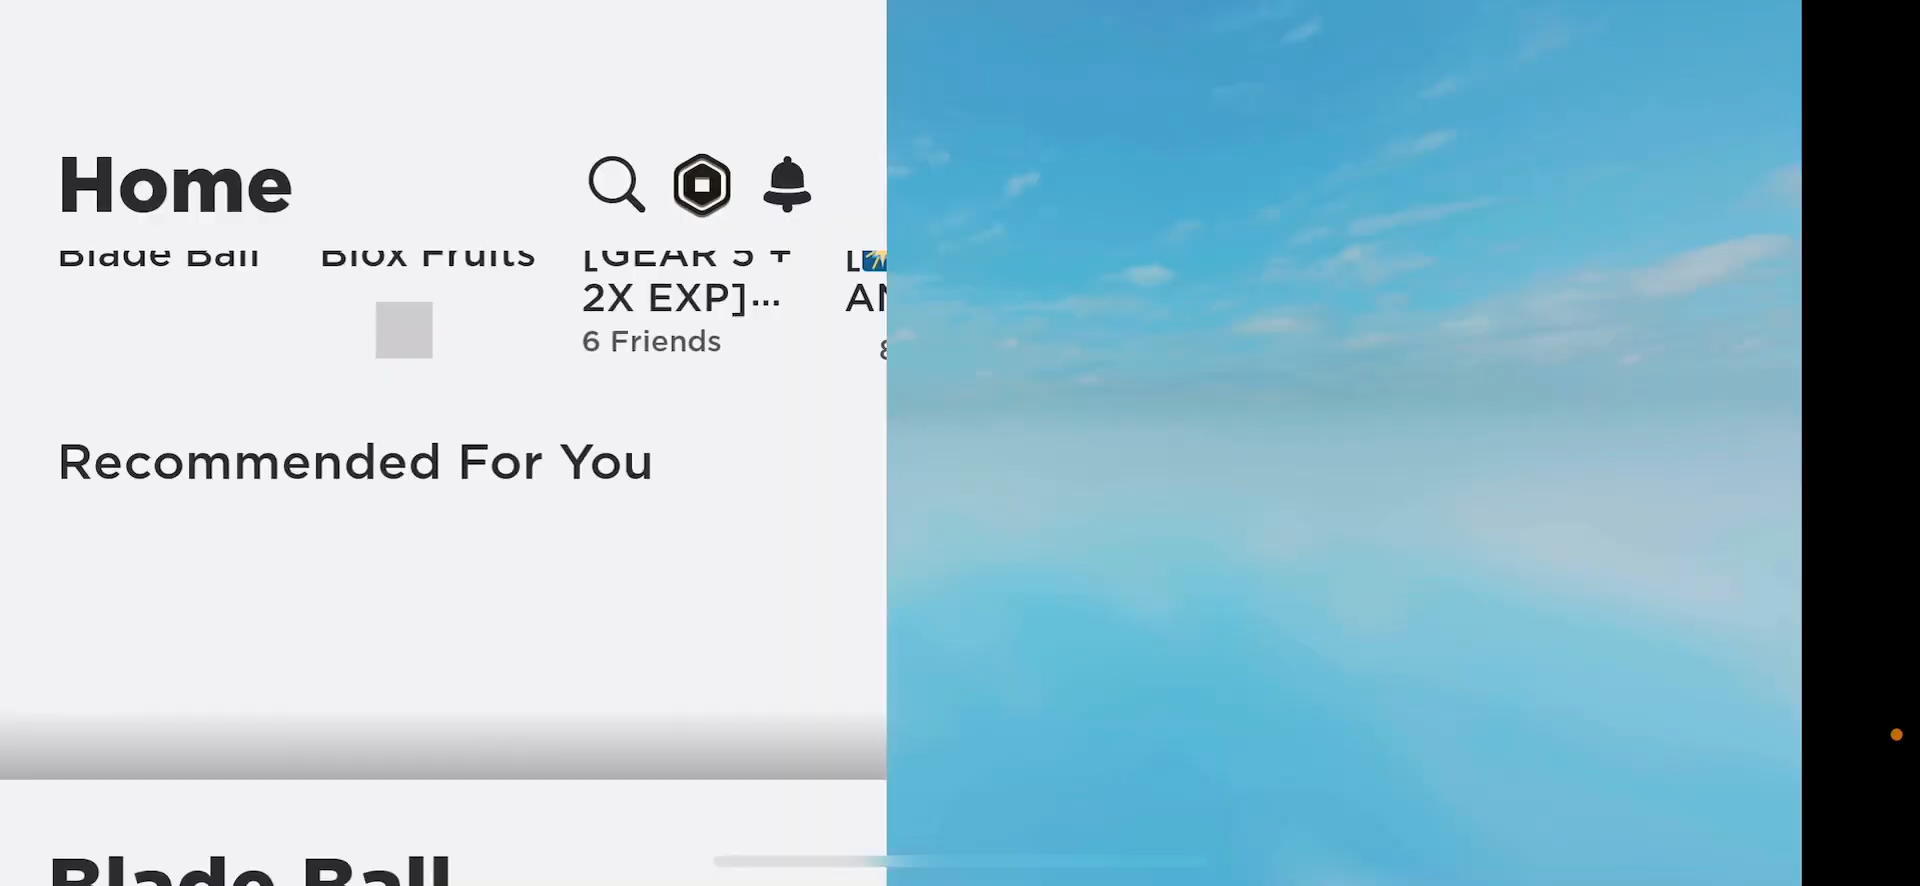 Home
Blade Ball
Blox Fruits
[GEAR 5 +
2X EXP]...
6 Friends
Recommended For You
Blade Ball